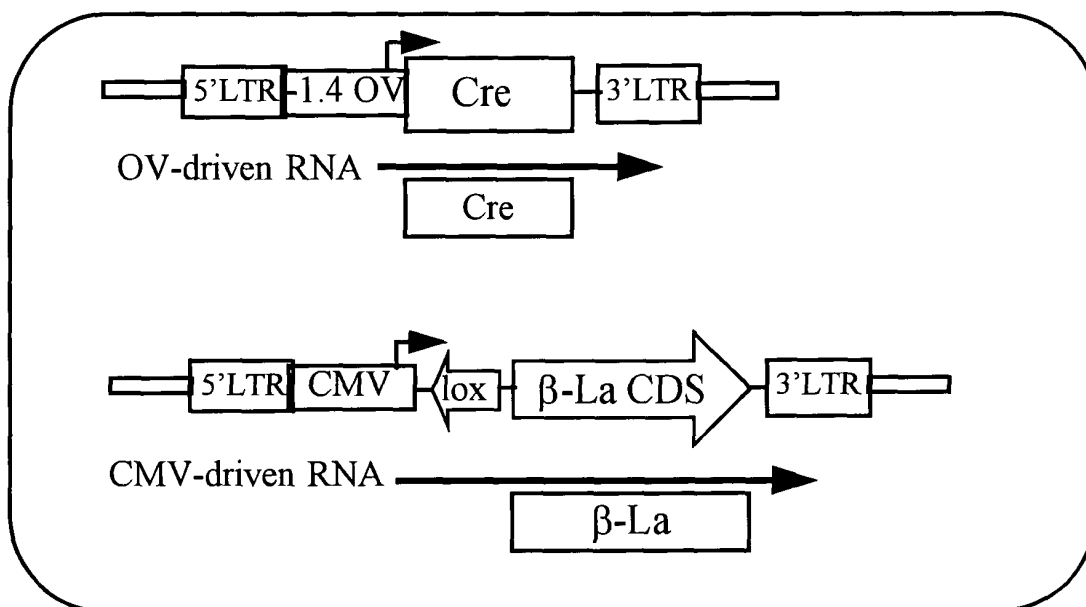 5'LTR -1.4 OV Cre 3'LTR
OV-driven RNA
Cre
5'LTR CMV lox β-La CDS 3'LTR
CMV-driven RNA
β-La